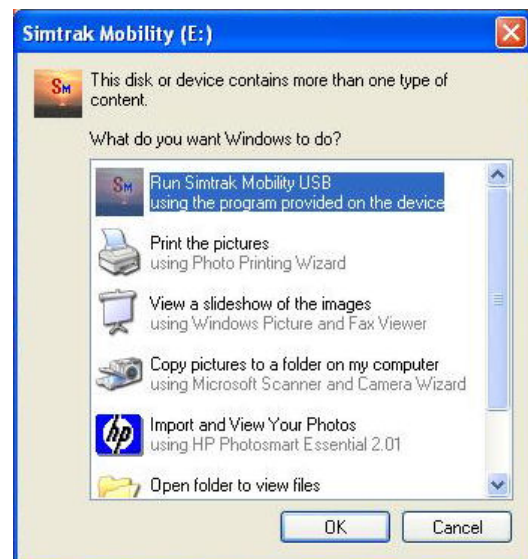 Simtrak Mobility (E:)
SM
This disk or device contains more than one type of
content.
What do you want Windows to do?
SM
Run Simtrak Mobility USB
using the program provided on the device
Print the pictures
using Photo Printing Wizard
View a slideshow of the images
using Windows Picture and Fax Viewer
Copy pictures to a folder on my computer
using Microsoft Scanner and Camera Wizard
hp
Import and View Your Photos
using HP Photosmart Essential 2.01
Open folder to view files
OK
Cancel